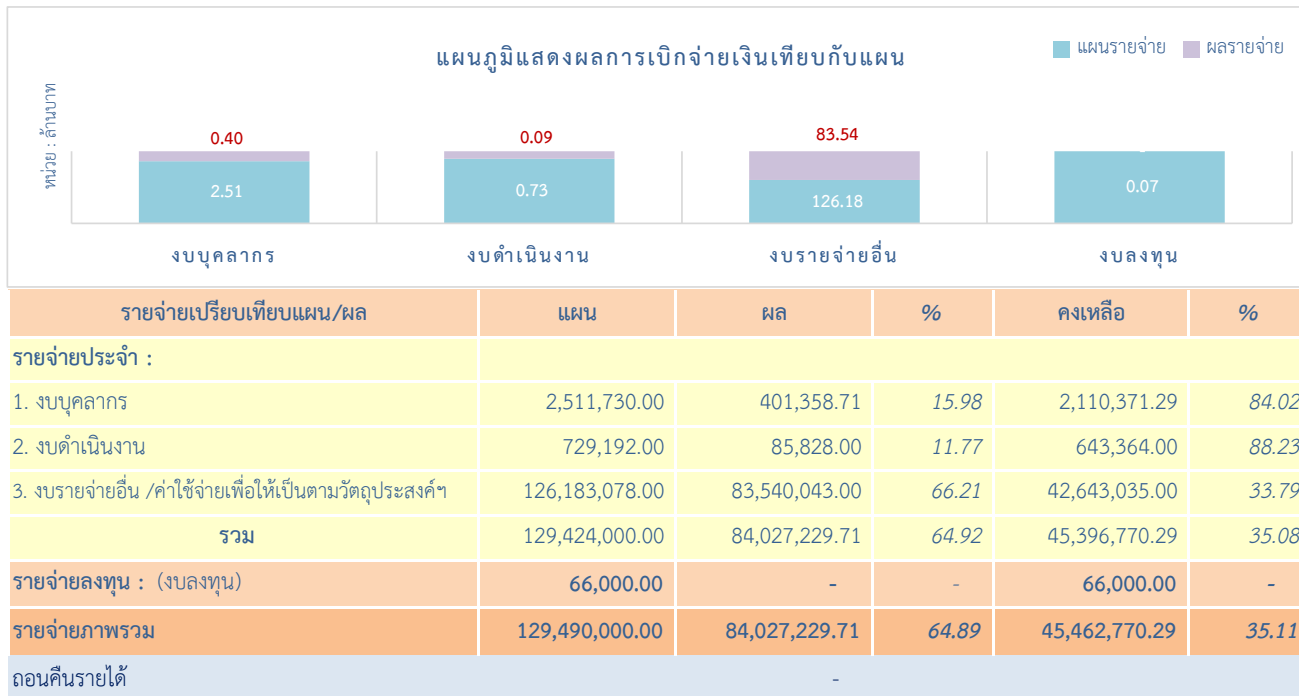 แผนภูมิแสดงผลการเบิกจ่ายเงินเทียบกับแผน
แผนรายจ่าย ผลรายจ่าย
หน่วย : ล้านบาท
0.40 0.09 83.54
2.51 0.73 126.18 0.07
งบบุคลากร งบดำเนินงาน งบรายจ่ายอื่น งบลงทุน
รายจ่ายเปรียบเทียบแผน/ผล แผน ผล % คงเหลือ %
รายจ่ายประจำ :
1. งบบุคลากร 2,511,730.00 401,358.71 15.98 2,110,371.29 84.02
2. งบดำเนินงาน 729,192.00 85,828.00 11.77 643,364.00 88.23
3. งบรายจ่ายอื่น /ค่าใช้จ่ายเพื่อให้เป็นตามวัตถุประสงค์ฯ 126,183,078.00 83,540,043.00 66.21 42,643,035.00 33.79
รวม 129,424,000.00 84,027,229.71 64.92 45,396,770.29 35.08
รายจ่ายลงทุน : (งบลงทุน) 66,000.00 - - 66,000.00 -
รายจ่ายภาพรวม 129,490,000.00 84,027,229.71 64.89 45,462,770.29 35.11
ถอนคืนรายได้ -